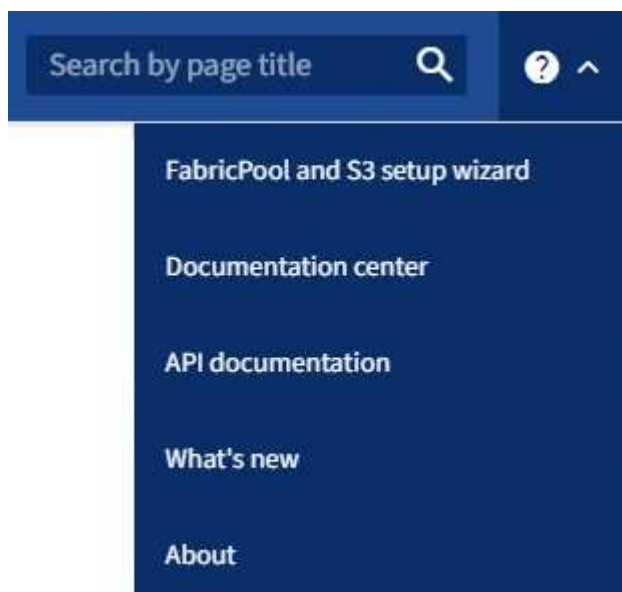 Search by page title
FabricPool and S3 setup wizard
Documentation center
API documentation
What's new
About